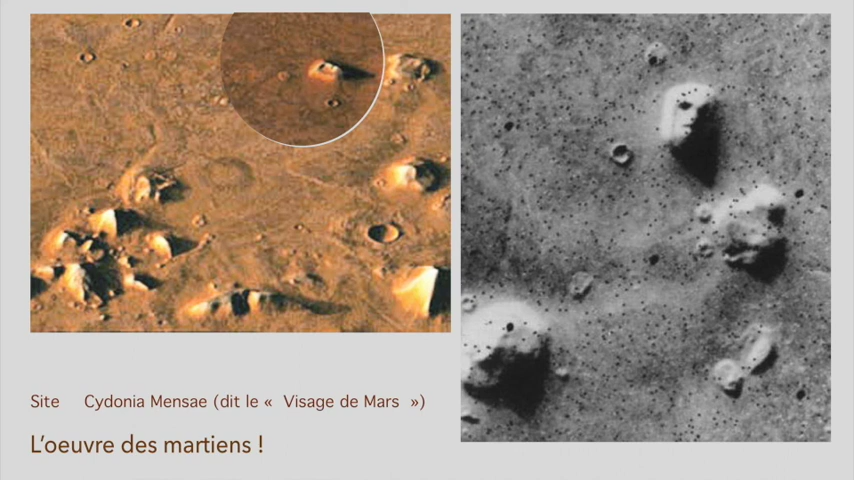 Site Cydonia Mensae (dit le « Visage de Mars »)
L'oeuvre des martiens !